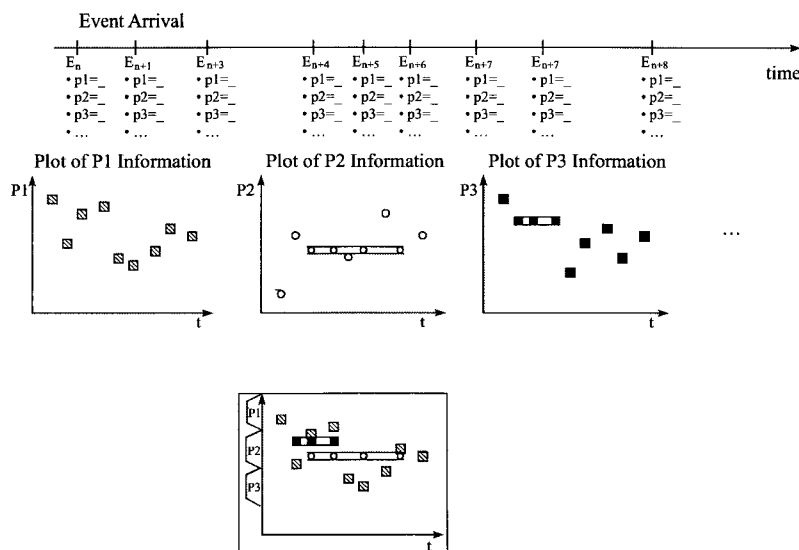 Event Arrival
En En+1 En+3 En+4 En+5 En+6 En+7 En+7 En+8 time
• p1=_ • p1=_ • p1=_ • p1=_ • p1=_ • p1=_ • p1=_ • p1=_ • p1=_
• p2=_ • p2=_ • p2=_ • p2=_ • p2=_ • p2=_ • p2=_ • p2=_ • p2=_
• p3=_ • p3=_ • p3=_ • p3=_ • p3=_ • p3=_ • p3=_ • p3=_ • p3=_
• ... • ... • ... • ... • ... • ... • ... • ... • ...
Plot of P1 Information Plot of P2 Information Plot of P3 Information
P1 P2 P3
...
t t t
P1
P2
P3
t